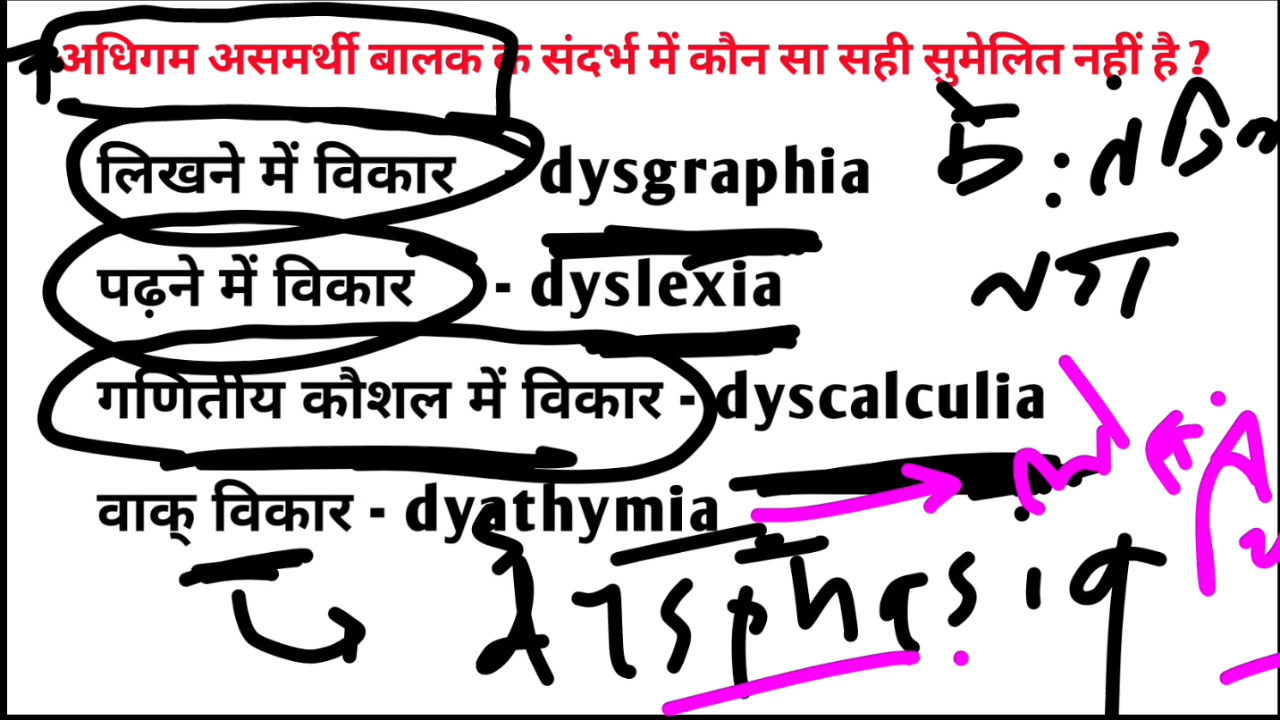 अधिगम असमर्थी बालक के संदर्भ में कौन सा सही सुमेलित नहीं है ?
लिखने में विकार - dysgraphia
पढ़ने में विकार - dyslexia
गणितीय कौशल में विकार - dyscalculia
वाक् विकार - dyathymia
dysphasia